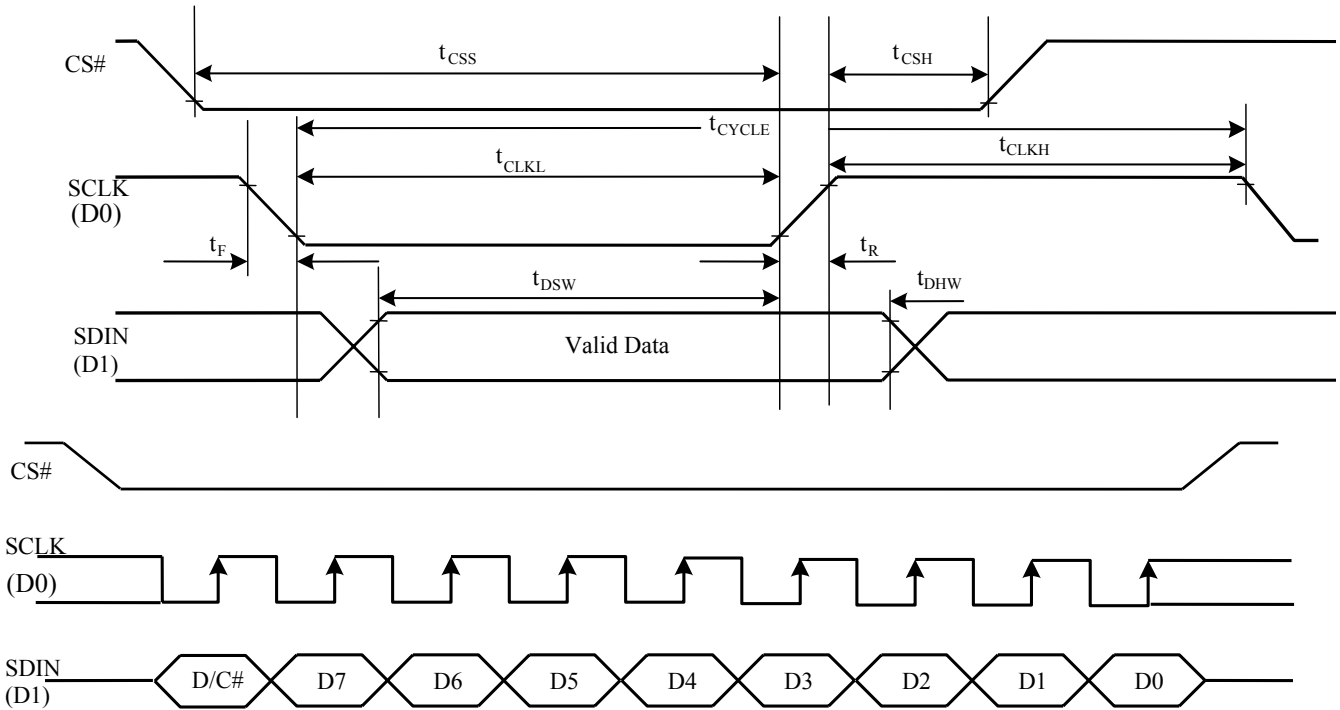 CS#
tCSS
tCSH
tCYCLE
tCLKL
tCLKH
SCLK
(D0)
tF
tR
tDSW
tDHW
SDIN
(D1)
Valid Data
CS#
SCLK
(D0)
SDIN
(D1)
D/C# D7 D6 D5 D4 D3 D2 D1 D0